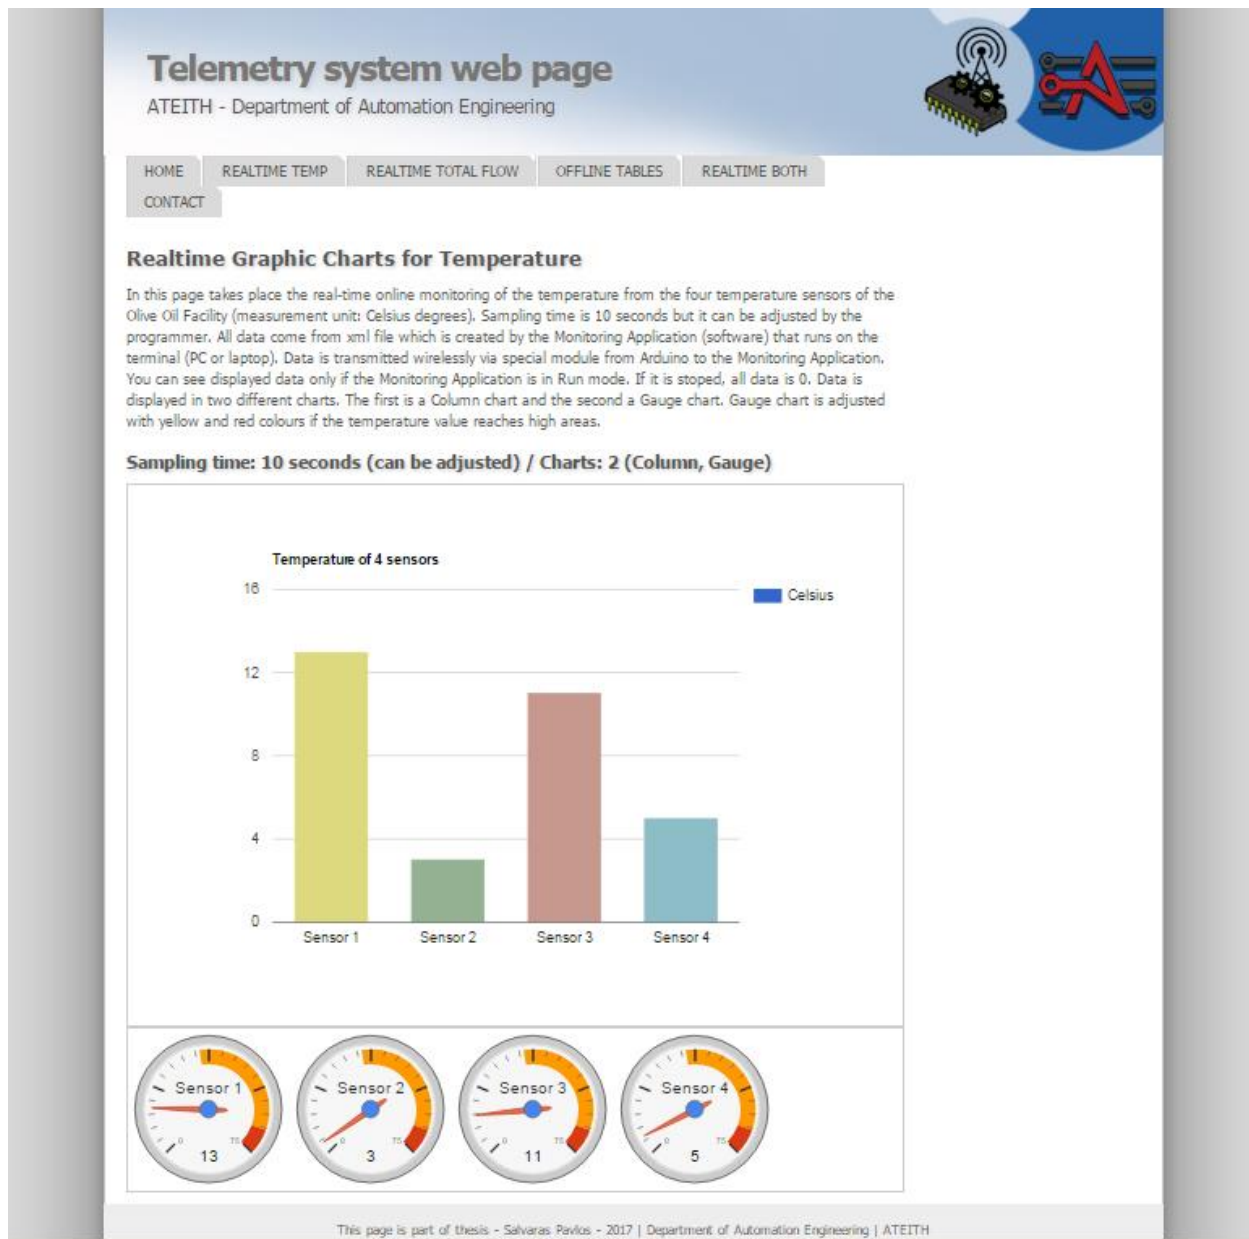 Telemetry system web page
ATEITH - Department of Automation Engineering
HOME REALTIME TEMP REALTIME TOTAL FLOW OFFLINE TABLES REALTIME BOTH
CONTACT
Realtime Graphic Charts for Temperature
In this page takes place the real-time online monitoring of the temperature from the four temperature sensors of the
Olive Oil Facility (measurement unit: Celsius degrees). Sampling time is 10 seconds but it can be adjusted by the
programmer. All data come from xml file which is created by the Monitoring Application (software) that runs on the
terminal (PC or laptop). Data is transmitted wirelessly via special module from Arduino to the Monitoring Application.
You can see displayed data only if the Monitoring Application is in Run mode. If it is stoped, all data is 0. Data is
displayed in two different charts. The first is a Column chart and the second a Gauge chart. Gauge chart is adjusted
with yellow and red colours if the temperature value reaches high areas.
Sampling time: 10 seconds (can be adjusted) / Charts: 2 (Column, Gauge)
Temperature of 4 sensors
16
Celsius
12
8
4
0
Sensor 1 Sensor 2 Sensor 3 Sensor 4
Sensor 1 Sensor 2 Sensor 3 Sensor 4
0 75 0 75 0 75 0 75
13 3 11 5
This page is part of thesis - Salvaras Pavlos - 2017 | Department of Automation Engineering | ATEITH